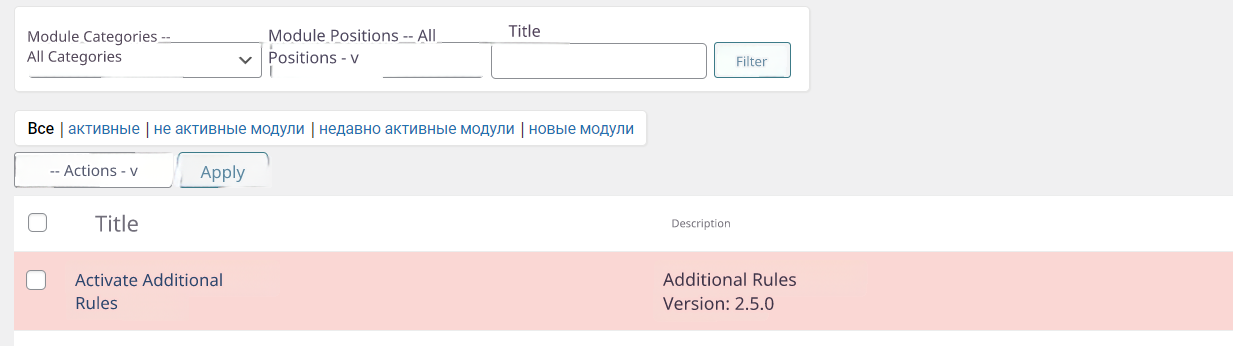 Module Categories --
All Categories
Module Positions -- All
Positions - v
Title
Filter
Все | активные | не активные модули | недавно активные модули | новые модули
-- Actions - v
Apply
Title
Description
Activate Additional
Rules
Additional Rules
Version: 2.5.0